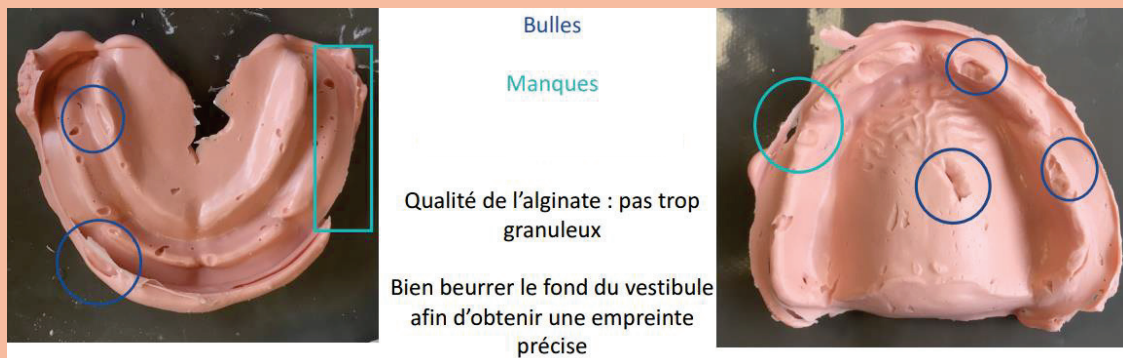 Bulles
Manques
Qualité de l’alginate : pas trop
granuleux
Bien beurrer le fond du vestibule
afin d’obtenir une empreinte
précise